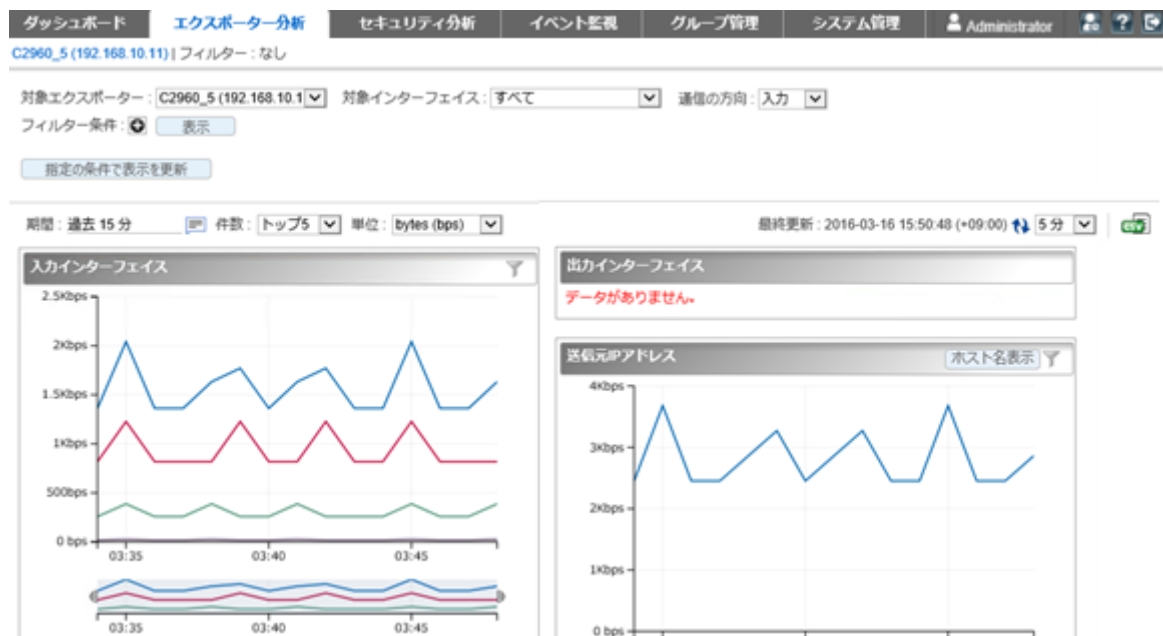 ダッシュボード エクスポーター分析 セキュリティ分析 イベント監視 グループ管理 システム管理 Administrator
C2960_5 (192.168.10.11) | フィルター : なし
対象エクスポーター : C2960_5 (192.168.10.1 対象インターフェイス : すべて 通信の方向 : 入力
フィルター条件 : 表示
指定の条件で表示を更新
期間 : 過去 15 分 件数 : トップ5 単位 : bytes (bps) 最終更新 : 2016-03-16 15:50:48 (+09:00) 5 分 CSV
入力インターフェイス
2.5Kbps
2Kbps
1.5Kbps
1Kbps
500bps
0 bps
03:35 03:40 03:45
03:35 03:40 03:45
出力インターフェイス
データがありません。
送信元IPアドレス ホスト名表示
4Kbps
3Kbps
2Kbps
1Kbps
0 bps